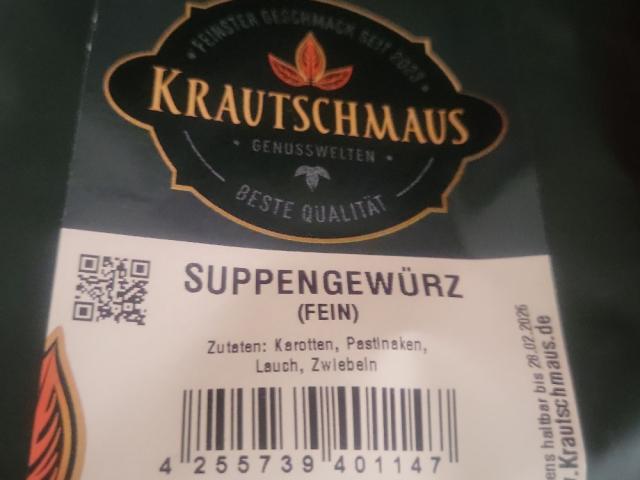 FEINSTER GESCHMACK SEIT 2023
KRAUTSCHMAUS
GENUSSWELTEN
BESTE QUALITÄT
SUPPENGEWÜRZ
(FEIN)
Zutaten: Karotten, Pastinaken,
Lauch, Zwiebeln
4 255739 401147
ens haltbar bis 28.02.2026
.Krautschmaus.de